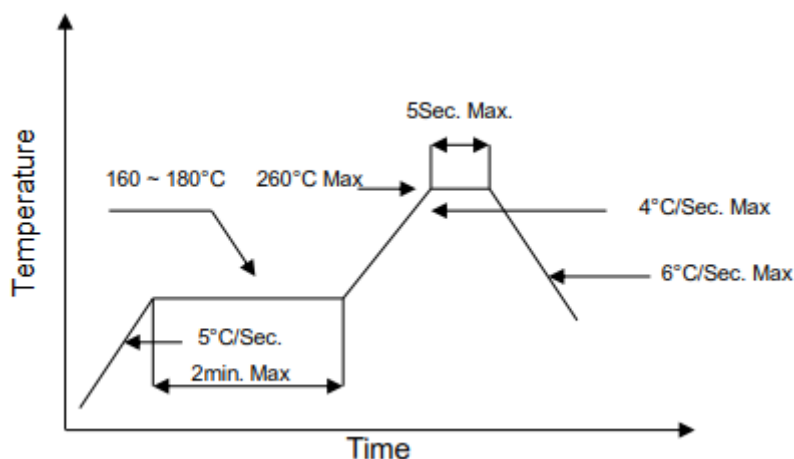 5Sec. Max.
160 ~ 180°C
260°C Max
4°C/Sec. Max
6°C/Sec. Max
5°C/Sec.
2min. Max
Temperature
Time